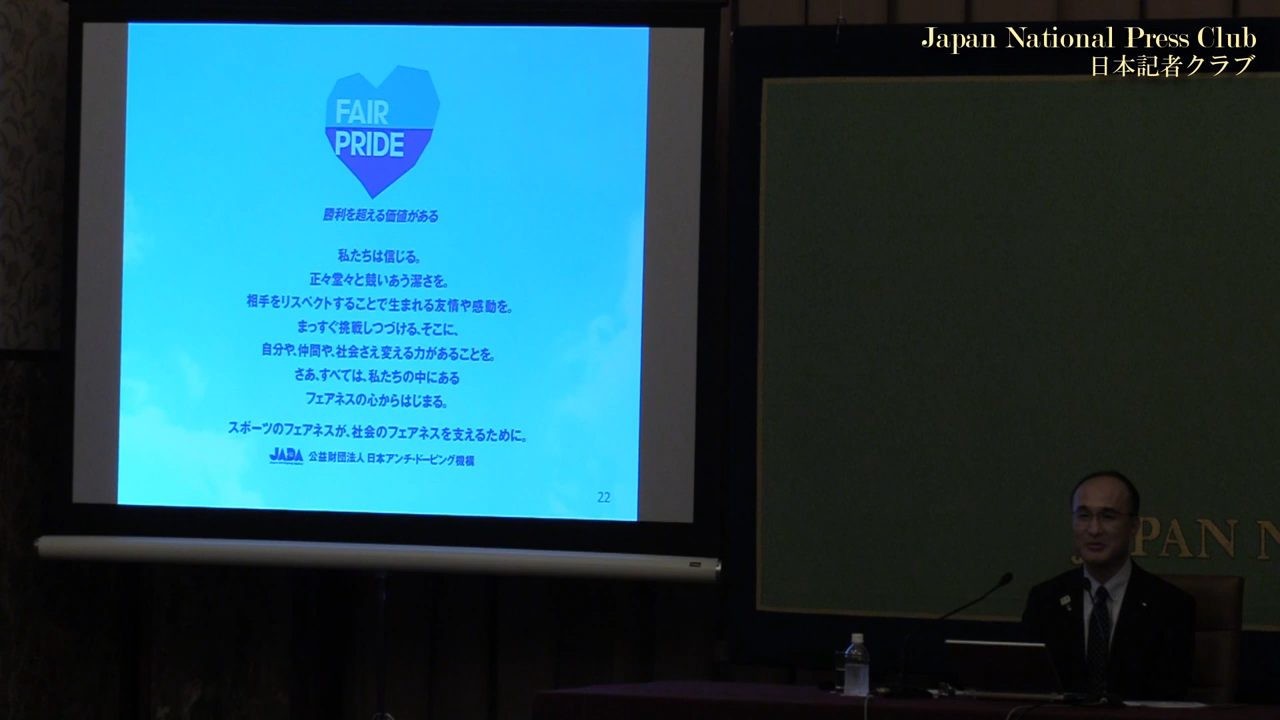 Japan National Press Club
日本記者クラブ
FAIR
PRIDE
勝利を超える価値がある
私たちは信じる。
正々堂々と競いあう潔さを。
相手をリスペクトすることで生まれる友情や感動を。
まっすぐ挑戦しつづける、そこに、
自分や、仲間や、社会さえ変える力があることを。
さあ、すべては、私たちの中にある
フェアネスの心からはじまる。
スポーツのフェアネスが、社会のフェアネスを支えるために。
JADA 公益財団法人 日本アンチ・ドーピング機構
22
JAPAN N